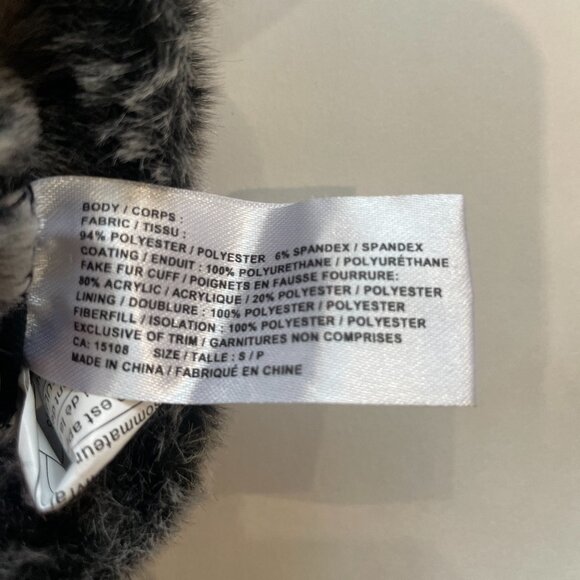 BODY / CORPS :
FABRIC / TISSU :
94% POLYESTER / POLYESTER 6% SPANDEX / SPANDEX
COATING / ENDUIT : 100% POLYURETHANE / POLYURÉTHANE
FAKE FUR CUFF / POIGNETS EN FAUSSE FOURRURE:
80% ACRYLIC / ACRYLIQUE / 20% POLYESTER / POLYESTER
LINING / DOUBLURE : 100% POLYESTER / POLYESTER
FIBERFILL / ISOLATION : 100% POLYESTER / POLYESTER
EXCLUSIVE OF TRIM / GARNITURES NON COMPRISES
CA: 15108 SIZE / TALLE : S / P
MADE IN CHINA / FABRIQUÉ EN CHINE